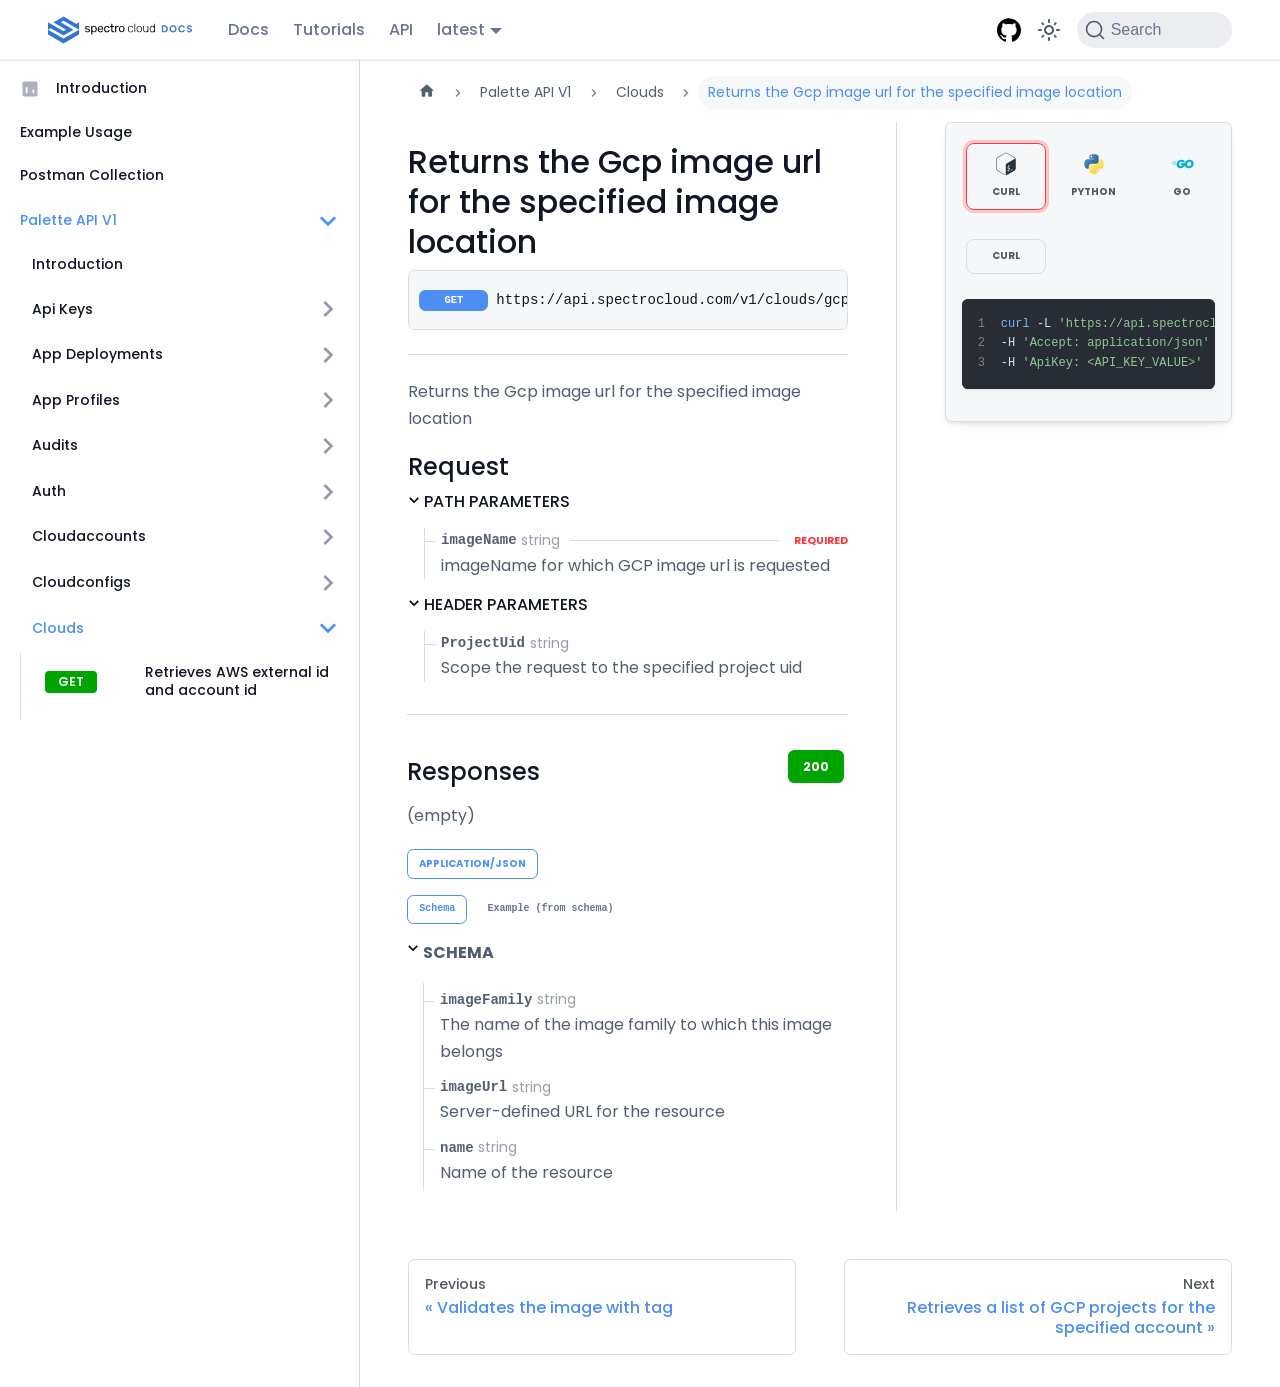 spectro cloud DOCS
Docs
Tutorials
API
latest
Search
Introduction
Example Usage
Postman Collection
Palette API V1
Introduction
Api Keys
App Deployments
App Profiles
Audits
Auth
Cloudaccounts
Cloudconfigs
Clouds
GET
Retrieves AWS external id
and account id
Palette API V1
Clouds
Returns the Gcp image url for the specified image location
Returns the Gcp image url
for the specified image
location
GET https://api.spectrocloud.com/v1/clouds/gcp
Returns the Gcp image url for the specified image
location
Request
PATH PARAMETERS
imageName string REQUIRED
imageName for which GCP image url is requested
HEADER PARAMETERS
ProjectUid string
Scope the request to the specified project uid
Responses
200
(empty)
APPLICATION/JSON
Schema
Example (from schema)
SCHEMA
imageFamily string
The name of the image family to which this image
belongs
imageUrl string
Server-defined URL for the resource
name string
Name of the resource
CURL
PYTHON
GO
GO
CURL
1 curl -L 'https://api.spectrocl
2 -H 'Accept: application/json'
3 -H 'ApiKey: <API_KEY_VALUE>'
Previous
« Validates the image with tag
Next
Retrieves a list of GCP projects for the
specified account »